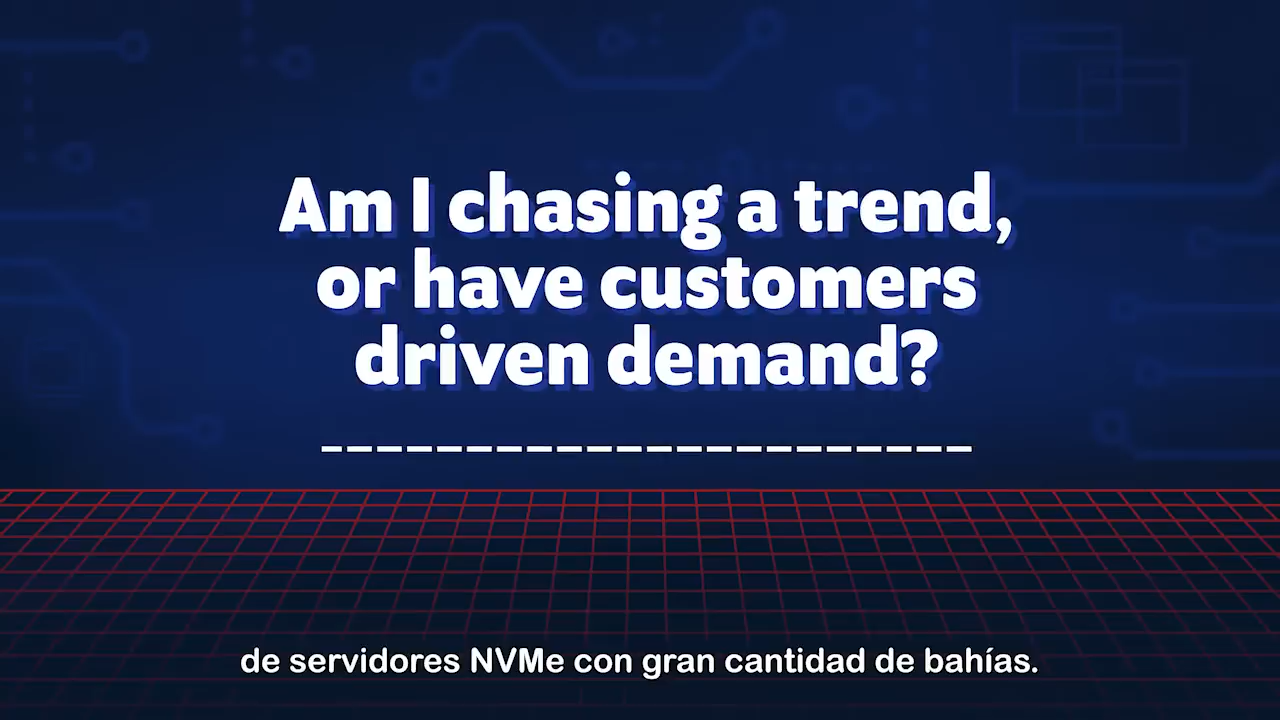 Am I chasing a trend,
or have customers
driven demand?
de servidores NVMe con gran cantidad de bahías.